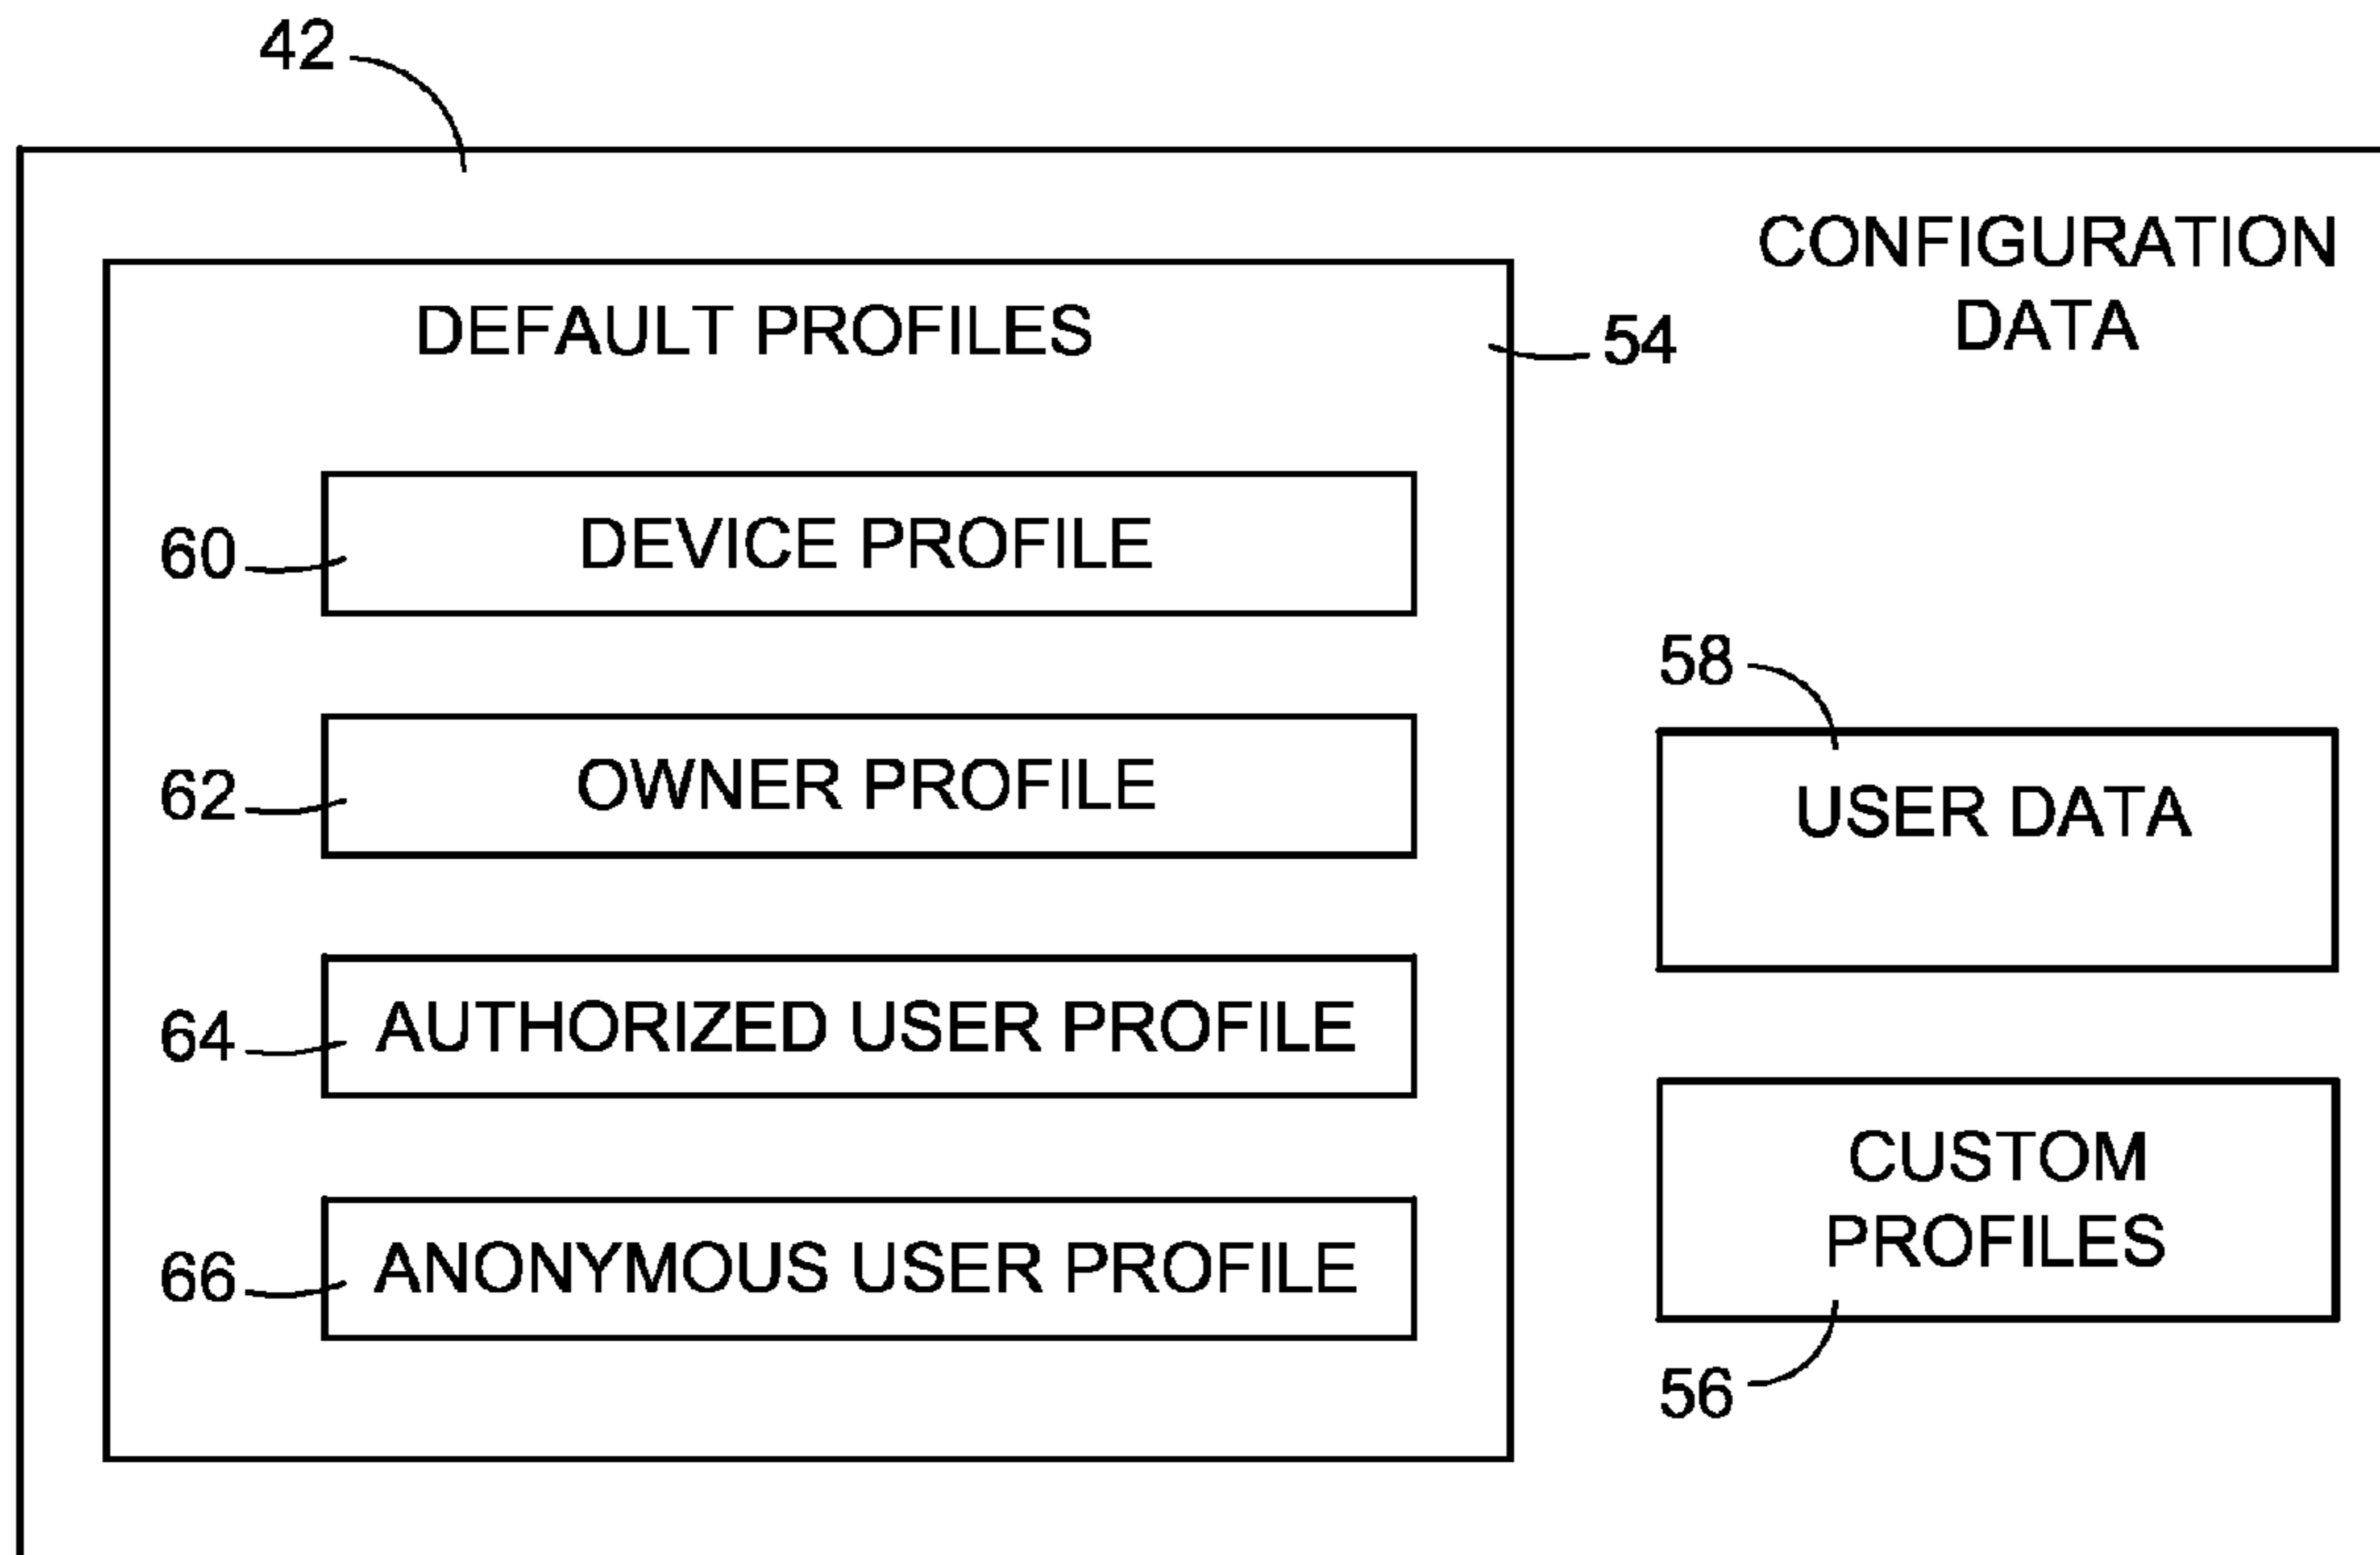 42
CONFIGURATION
DATA
DEFAULT PROFILES
54
60
DEVICE PROFILE
62
OWNER PROFILE
64
AUTHORIZED USER PROFILE
66
ANONYMOUS USER PROFILE
58
USER DATA
CUSTOM
PROFILES
56